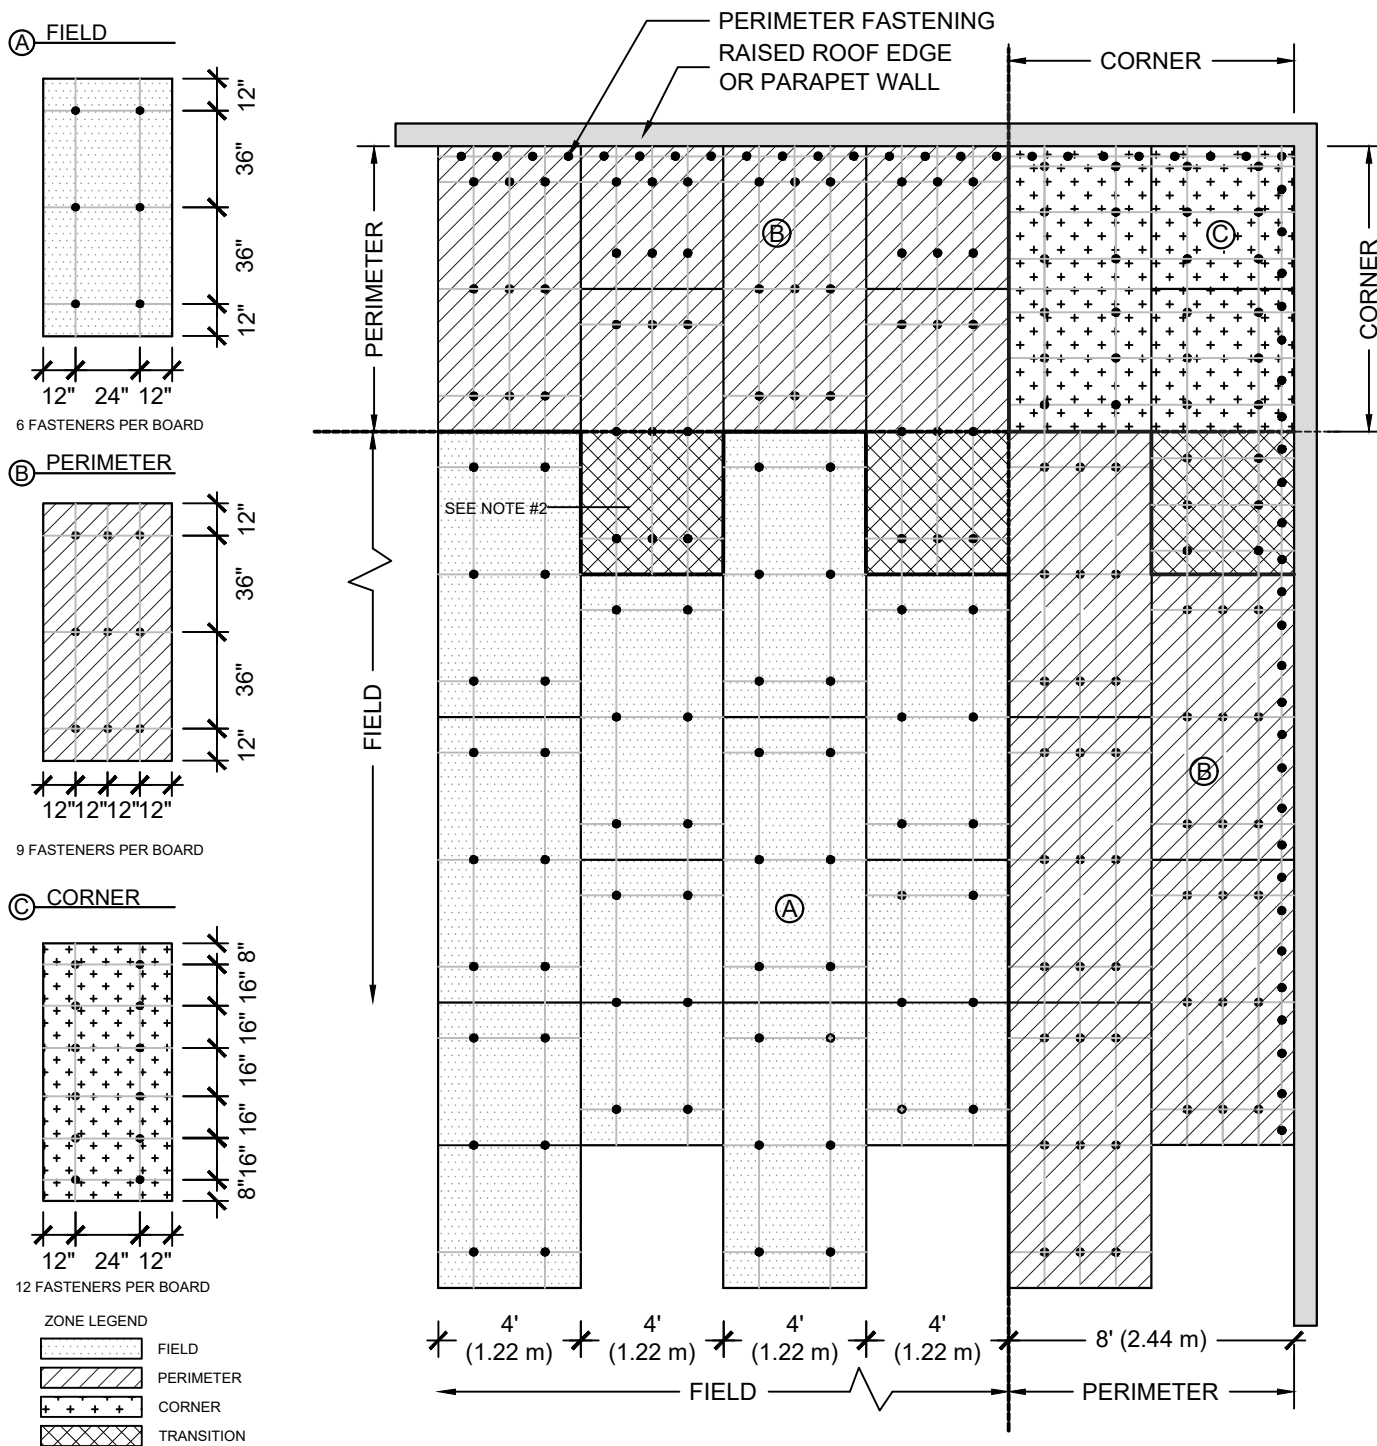 A FIELD
12"
36"
36"
12"
12" 24" 12"
6 FASTENERS PER BOARD
B PERIMETER
12"
36"
36"
12"
12" 12" 12" 12"
9 FASTENERS PER BOARD
C CORNER
8"
16"
16"
16"
16"
16"
8"
12" 24" 12"
12 FASTENERS PER BOARD
ZONE LEGEND
FIELD
PERIMETER
CORNER
TRANSITION
PERIMETER FASTENING
RAISED ROOF EDGE
OR PARAPET WALL
CORNER
PERIMETER
B
C
CORNER
SEE NOTE #2
FIELD
B
A
4' 4' 4' 4'
(1.22 m) (1.22 m) (1.22 m) (1.22 m)
8' (2.44 m)
FIELD
PERIMETER